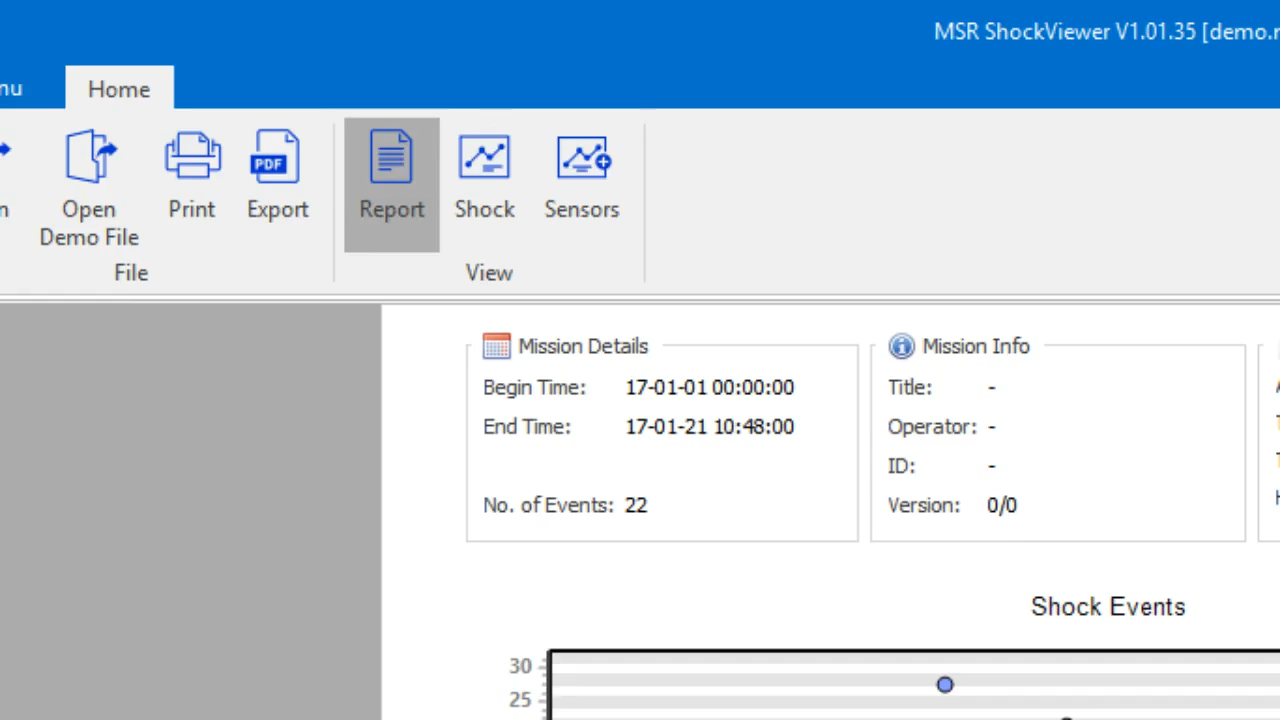 MSR ShockViewer V1.01.35 [demo.
Home
PDF
Open
Demo File
Print
Export
Report
Shock
Sensors
File
View
Mission Details
Begin Time: 17-01-01 00:00:00
End Time: 17-01-21 10:48:00
No. of Events: 22
Mission Info
Title: -
Operator: -
ID: -
Version: 0/0
Shock Events
30
25